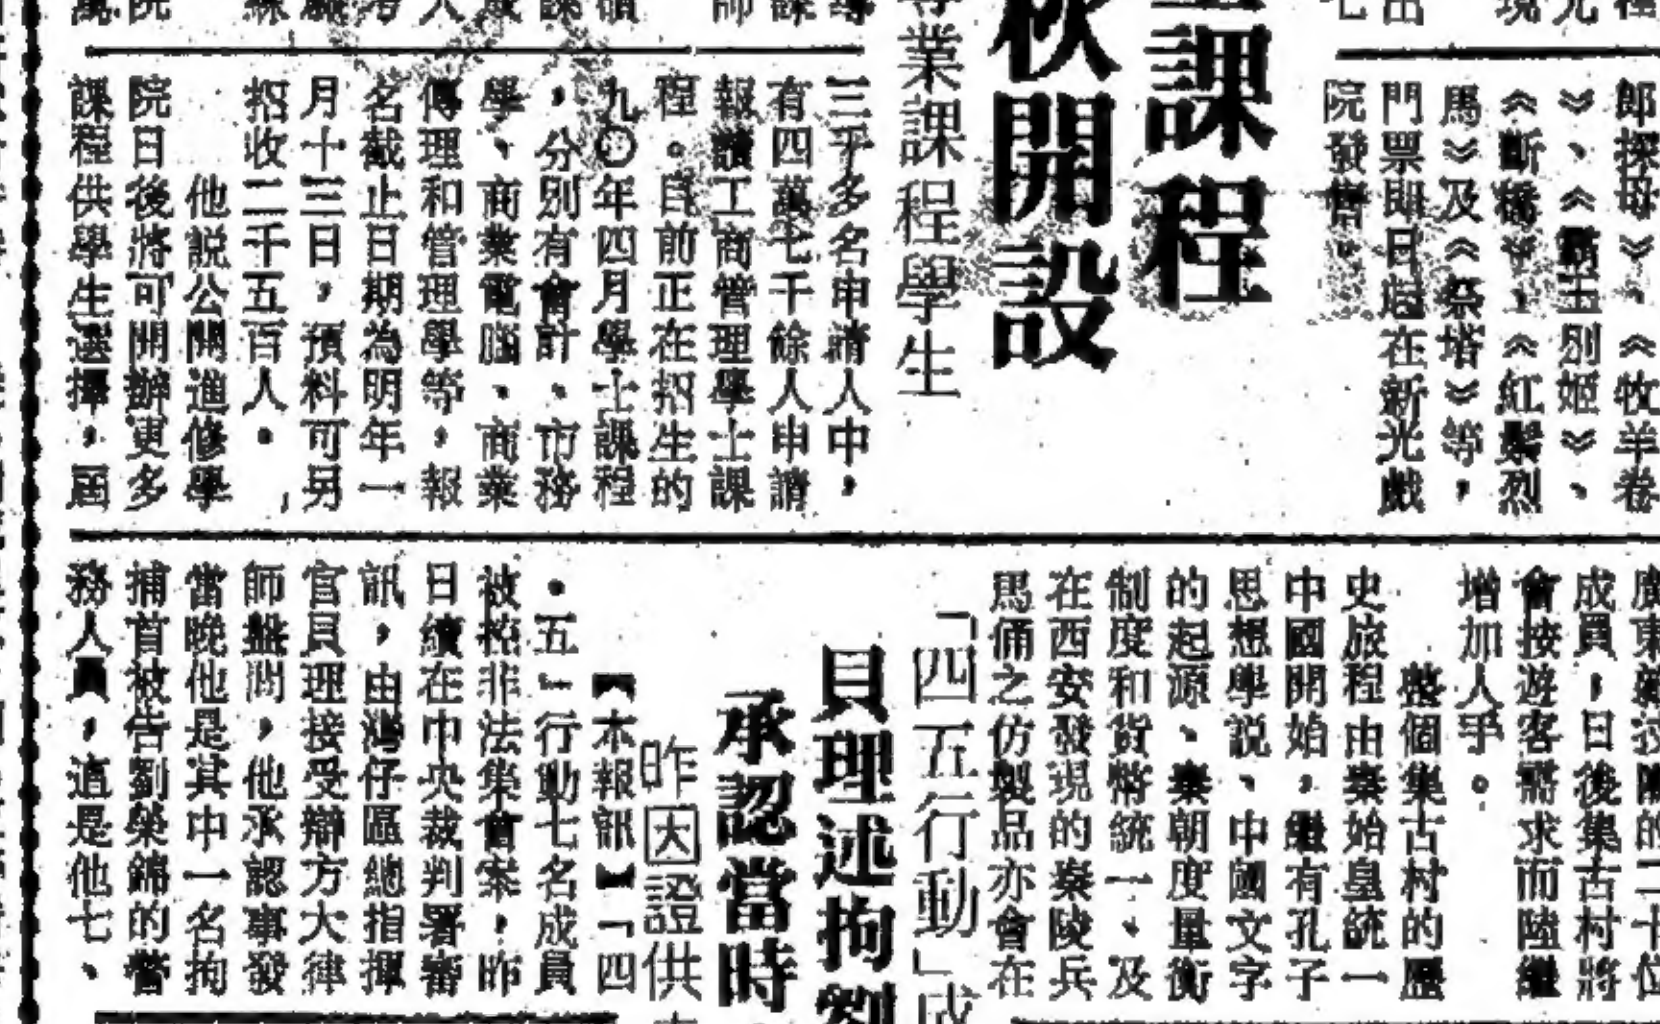 郎探母》、《牧羊卷
》、《霸王別姬》、
《斷橋》、《紅鬃烈
馬》及《祭塔》等，
門票即日起在新光戲
院發售。
課程
秋開設
專業課程學生
三千多名申請人中，
有四萬七千餘人申請
報讀工商管理學士課
程。目前正在招生的
九〇年四月學士課程
，分別有會計、市務
學、商業電腦、商業
傳理和管理學等，報
名截止日期為明年一
月十三日，預料可另
招收二千五百人。
他說公開進修學
院日後將可開辦更多
課程供學生選擇，屆
成員，日後集古村將
會按遊客需求而陸繼
增加人手。
整個集古村的歷
史旅程由秦始皇統一
中國開始，繼有孔子
思想學說、中國文字
的起源、秦朝度量衡
制度和貨幣統一、及
在西安發現的秦陵兵
馬俑之仿製品亦會在
「四五行動」成
員理述拘劉
承認當時
昨因證供
【本報訊】「四
・五」行動七名成員
被控非法集會案，昨
日續在中央裁判署審
訊，由灣仔區總指揮
官員理接受辯方大律
師盤問，他承認事發
當晚他是其中一名拘
捕首被告劉榮錦的警
務人員，這是他七、